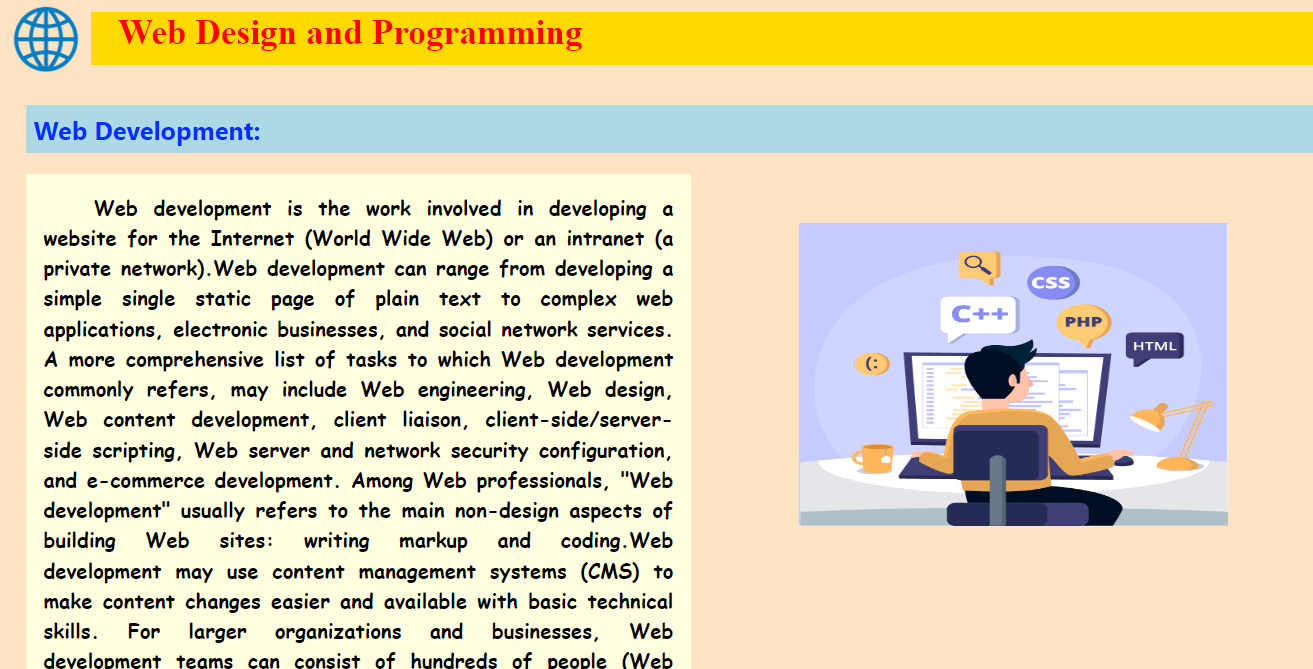 Web Design and Programming
Web Development:
Web development is the work involved in developing a
website for the Internet (World Wide Web) or an intranet (a
private network).Web development can range from developing a
simple single static page of plain text to complex web
applications, electronic businesses, and social network services.
A more comprehensive list of tasks to which Web development
commonly refers, may include Web engineering, Web design,
Web content development, client liaison, client-side/server-
side scripting, Web server and network security configuration,
and e-commerce development. Among Web professionals, "Web
development" usually refers to the main non-design aspects of
building Web sites: writing markup and coding.Web
development may use content management systems (CMS) to
make content changes easier and available with basic technical
skills. For larger organizations and businesses, Web
development teams can consist of hundreds of people (Web
CSS
C++
PHP
HTML
(: